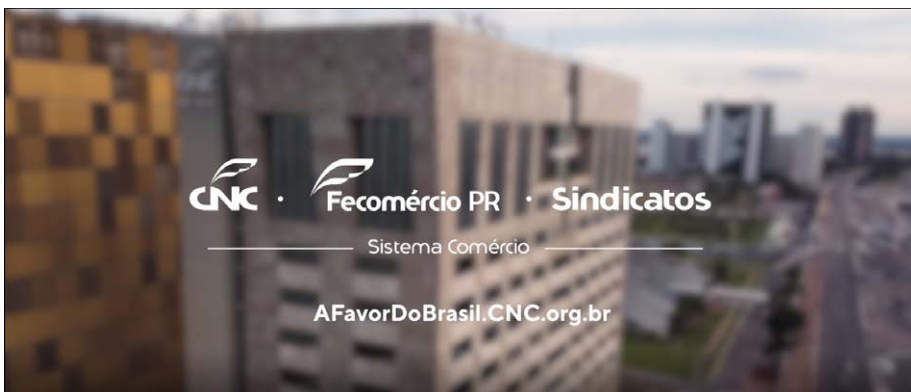 CNC · Fecomércio PR · Sindicatos
Sistema Comércio
AFavorDoBrasil.CNC.org.br